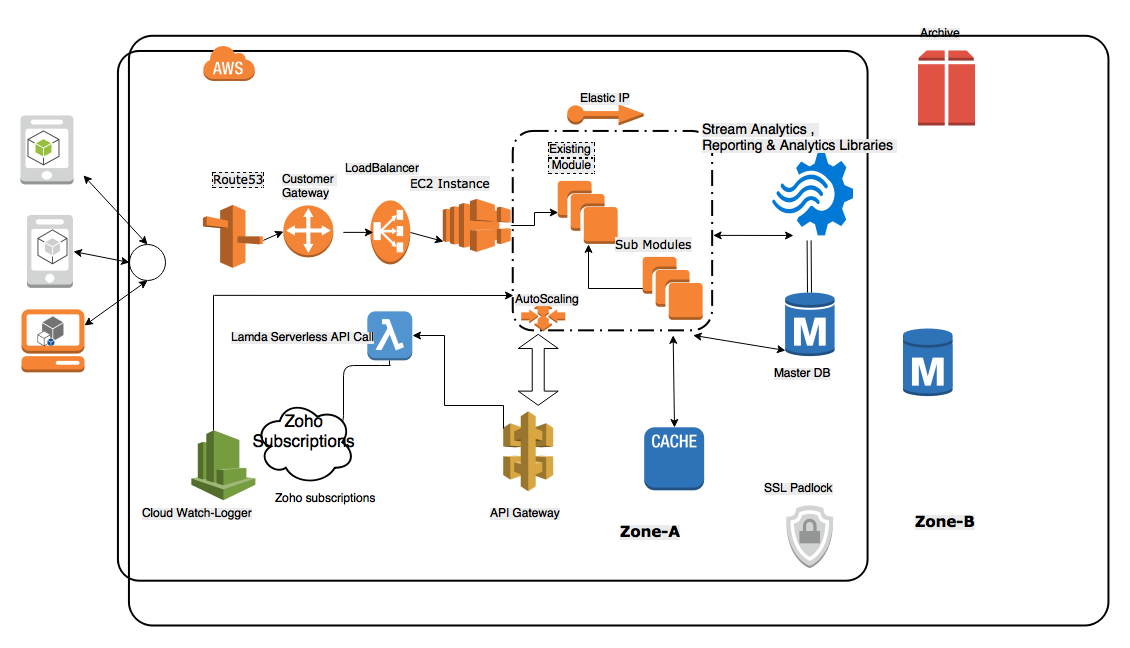 Archive
AWS
Elastic IP
Stream Analytics ,
Reporting & Analytics Libraries
Existing
Module
LoadBalancer
Route53
Customer
Gateway
EC2 Instance
Sub Modules
AutoScaling
Lamda Serverless API Call
λ
M
Master DB
M
Zoho
Subscriptions
CACHE
Zoho subscriptions
SSL Padlock
Cloud Watch-Logger
API Gateway
Zone-A
Zone-B